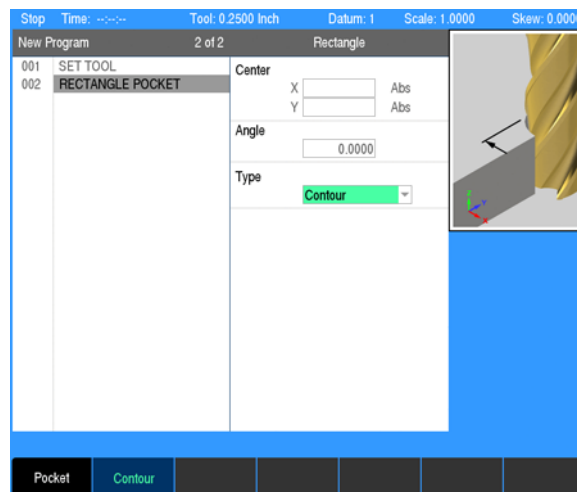 Stop Time: --:--:-- Tool: 0.2500 Inch Datum: 1 Scale: 1.0000 Skew: 0.0000
New Program 2 of 2 Rectangle
001 SET TOOL
002 RECTANGLE POCKET
Center
X Abs
Y Abs
Angle
0.0000
Type
Contour
Z Y X
Pocket Contour